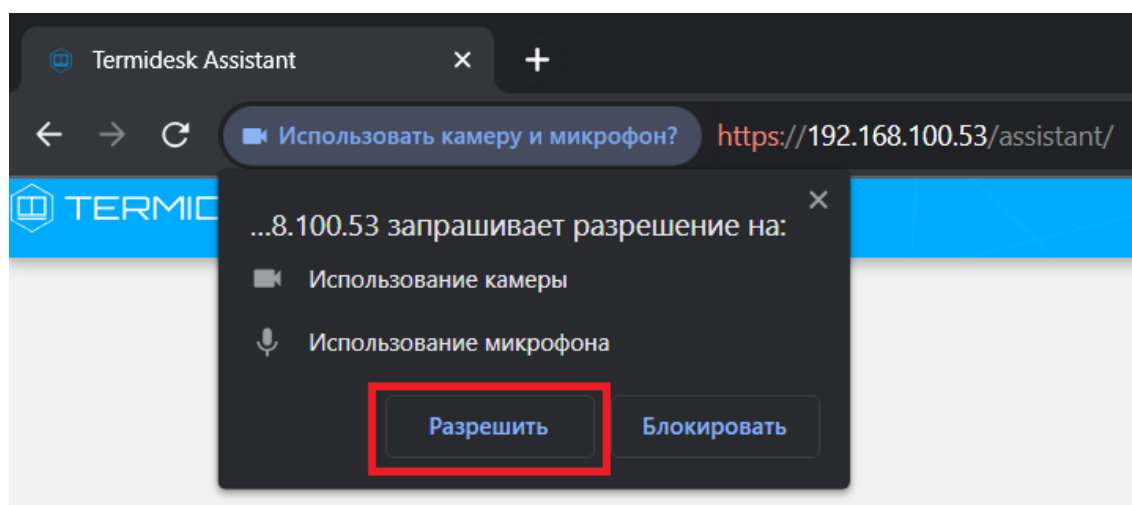 Termidesk Assistant
Использовать камеру и микрофон? https://192.168.100.53/assistant/
TERMID
...8.100.53 запрашивает разрешение на:
Использование камеры
Использование микрофона
Разрешить Блокировать